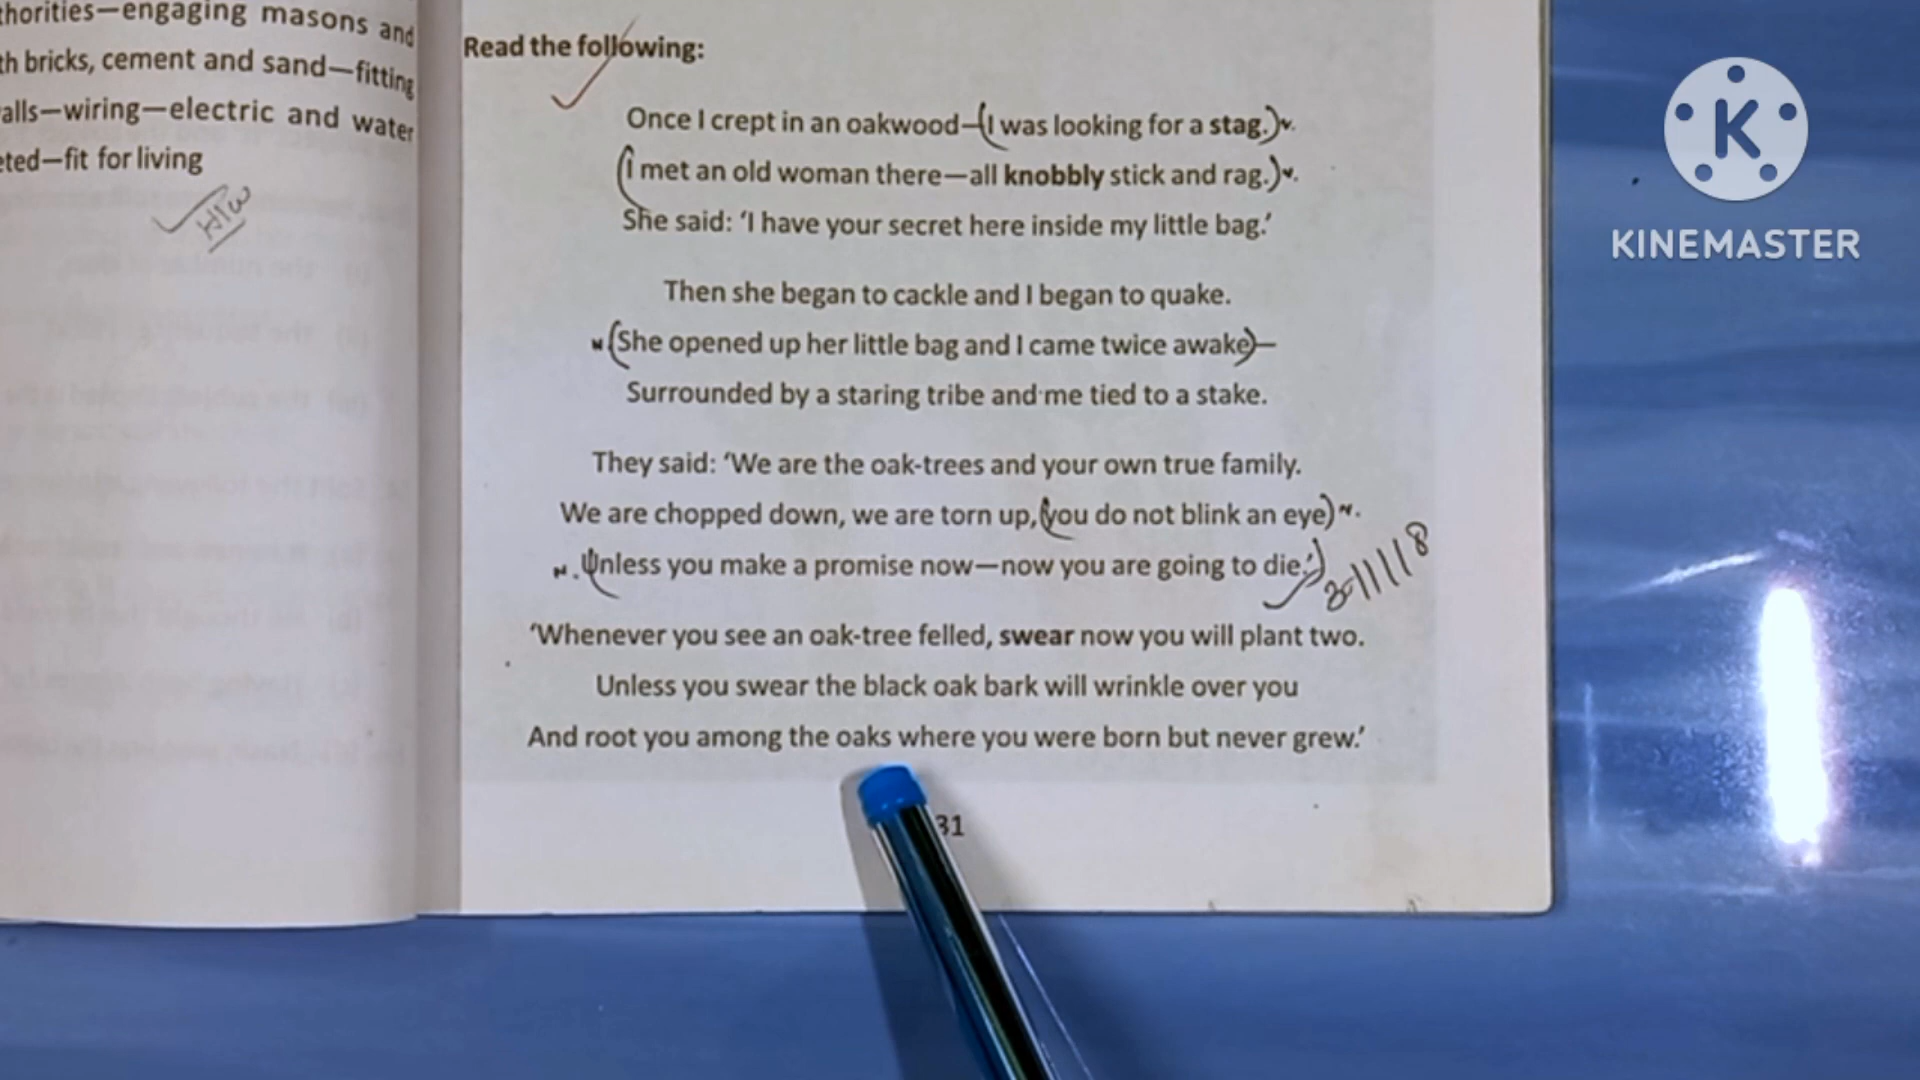 thorities—engaging masons and
th bricks, cement and sand—fitting
alls—wiring—electric and water
eted—fit for living
H/W
Read the following:
Once I crept in an oakwood—(I was looking for a stag.)
(I met an old woman there—all knobbly stick and rag.)
She said: ‘I have your secret here inside my little bag.’
Then she began to cackle and I began to quake.
(She opened up her little bag and I came twice awake)—
Surrounded by a staring tribe and me tied to a stake.
They said: ‘We are the oak-trees and your own true family.
We are chopped down, we are torn up, (you do not blink an eye)
(Unless you make a promise now—now you are going to die.’)
‘Whenever you see an oak-tree felled, swear now you will plant two.
Unless you swear the black oak bark will wrinkle over you
And root you among the oaks where you were born but never grew.’
31
K
KINEMASTER